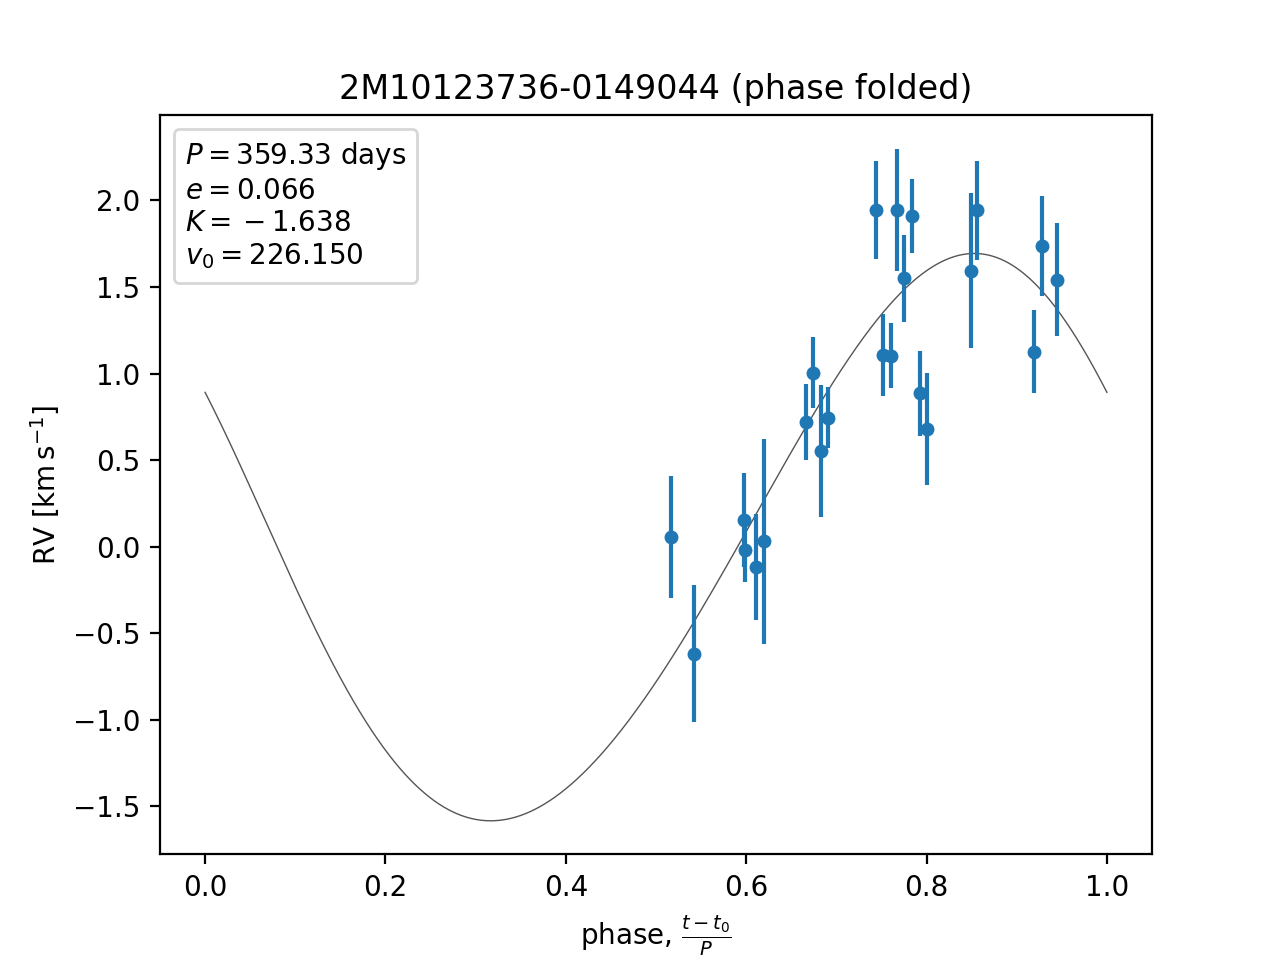 2M10123736-0149044 (phase folded)
P = 359.33 days
e = 0.066
K = −1.638
v₀ = 226.150
RV [km s⁻¹]
2.0
1.5
1.0
0.5
0.0
−0.5
−1.0
−1.5
0.0 0.2 0.4 0.6 0.8 1.0
phase, (t − t₀)/P